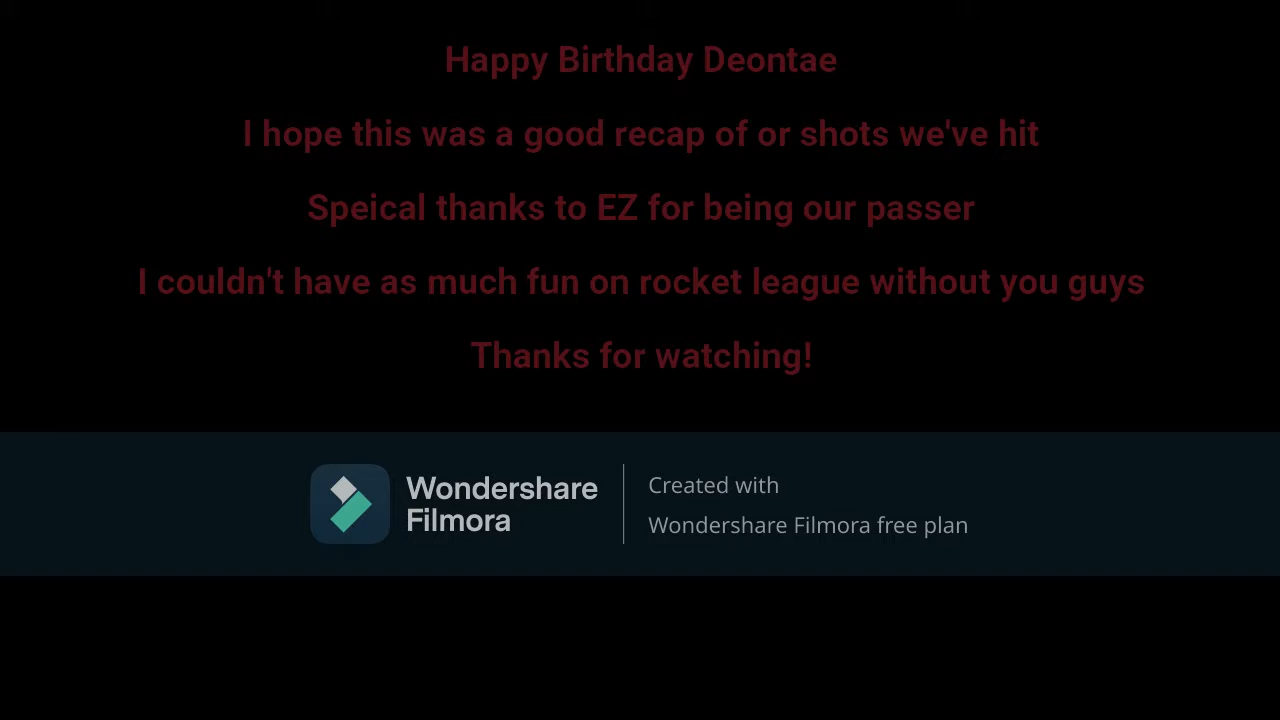 Happy Birthday Deontae
I hope this was a good recap of or shots we've hit
Speical thanks to EZ for being our passer
I couldn't have as much fun on rocket league without you guys
Thanks for watching!
Wondershare
Filmora
Created with
Wondershare Filmora free plan